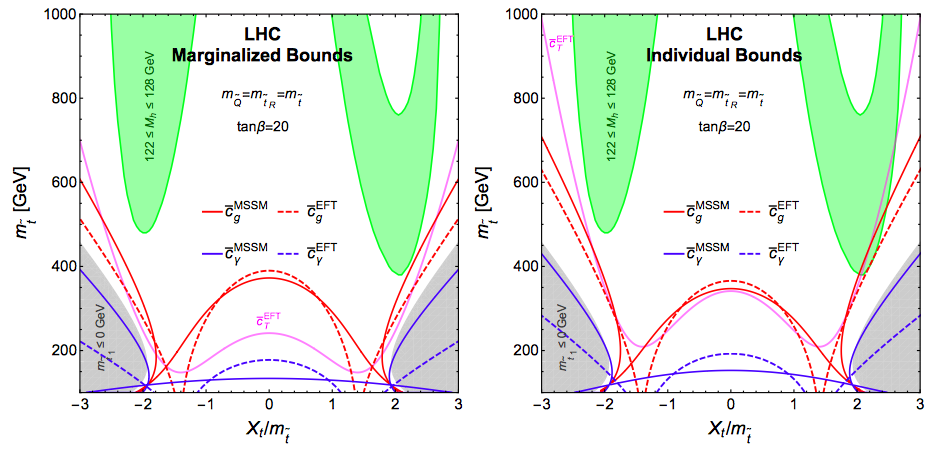 LHC
Marginalized Bounds
m_Q̃=m_t̃_R=m_t̃
tanβ=20
122 ≤ M_h ≤ 128 GeV
c̄_g^MSSM
c̄_g^EFT
c̄_γ^MSSM
c̄_γ^EFT
c̄_T^EFT
m_t̃_1 ≤ 0 GeV
m_t̃ [GeV]
1000
800
600
400
200
−3 −2 −1 0 1 2 3
X_t/m_t̃
LHC
Individual Bounds
m_Q̃=m_t̃_R=m_t̃
tanβ=20
c̄_T^EFT
122 ≤ M_h ≤ 128 GeV
c̄_g^MSSM
c̄_g^EFT
c̄_γ^MSSM
c̄_γ^EFT
m_t̃_1 ≤ 0 GeV
m_t̃ [GeV]
1000
800
600
400
200
−3 −2 −1 0 1 2 3
X_t/m_t̃